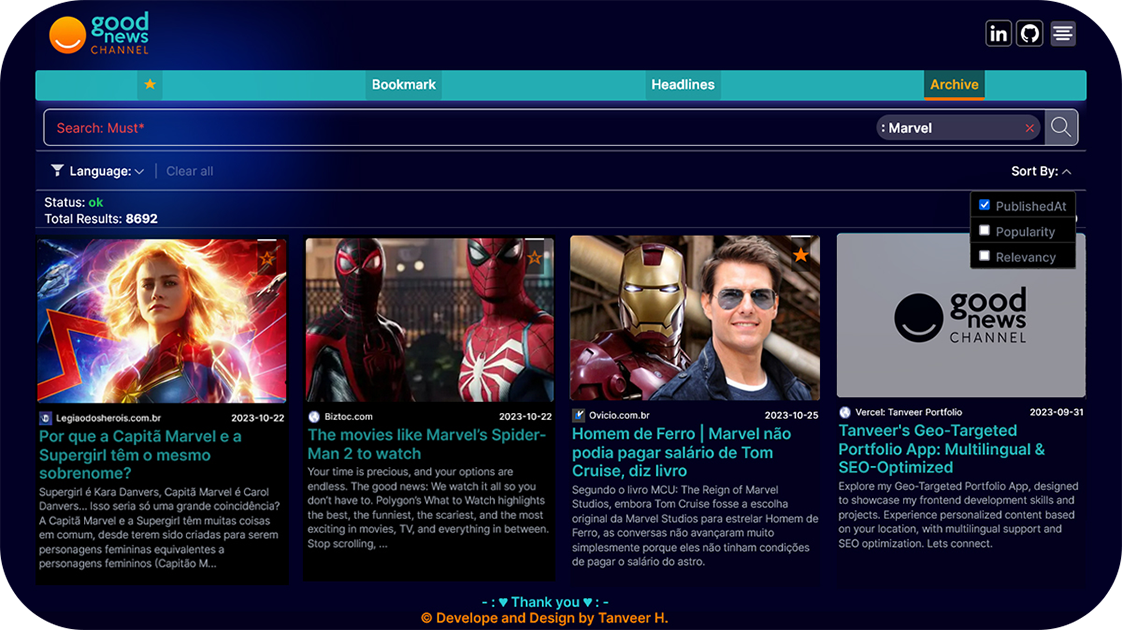 good
news
CHANNEL
in
Bookmark
Headlines
Archive
Search: Must*
: Marvel
Language:
Clear all
Sort By:
Status: ok
Total Results: 8692
PublishedAt
Popularity
Relevancy
Legiaodosherois.com.br
2023-10-22
Por que a Capitã Marvel e a
Supergirl têm o mesmo
sobrenome?
Supergirl é Kara Danvers, Capitã Marvel é Carol
Danvers... Isso seria só uma grande coincidência?
A Capitã Marvel e a Supergirl têm muitas coisas
em comum, desde terem sido criadas para serem
personagens femininas equivalentes a
personagens femininos (Capitão M...
Biztoc.com
2023-10-22
The movies like Marvel’s Spider-
Man 2 to watch
Your time is precious, and your options are
endless. The good news: We watch it all so you
don’t have to. Polygon’s What to Watch highlights
the best, the funniest, the scariest, and the most
exciting in movies, TV, and everything in between.
Stop scrolling, ...
Ovicio.com.br
2023-10-25
Homem de Ferro | Marvel não
podia pagar salário de Tom
Cruise, diz livro
Segundo o livro MCU: The Reign of Marvel
Studios, embora Tom Cruise fosse a escolha
original da Marvel Studios para estrelar Homem de
Ferro, as conversas não avançaram muito
simplesmente porque eles não tinham condições
de pagar o salário do astro.
good
news
CHANNEL
Vercel: Tanveer Portfolio
2023-09-31
Tanveer's Geo-Targeted
Portfolio App: Multilingual &
SEO-Optimized
Explore my Geo-Targeted Portfolio App, designed
to showcase my frontend development skills and
projects. Experience personalized content based
on your location, with multilingual support and
SEO optimization. Lets connect.
- : ♥ Thank you ♥ : -
© Develope and Design by Tanveer H.